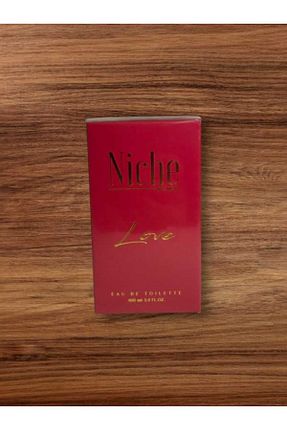 Niche
Love
EAU DE TOILETTE
100 ml 3.4 FL.OZ.